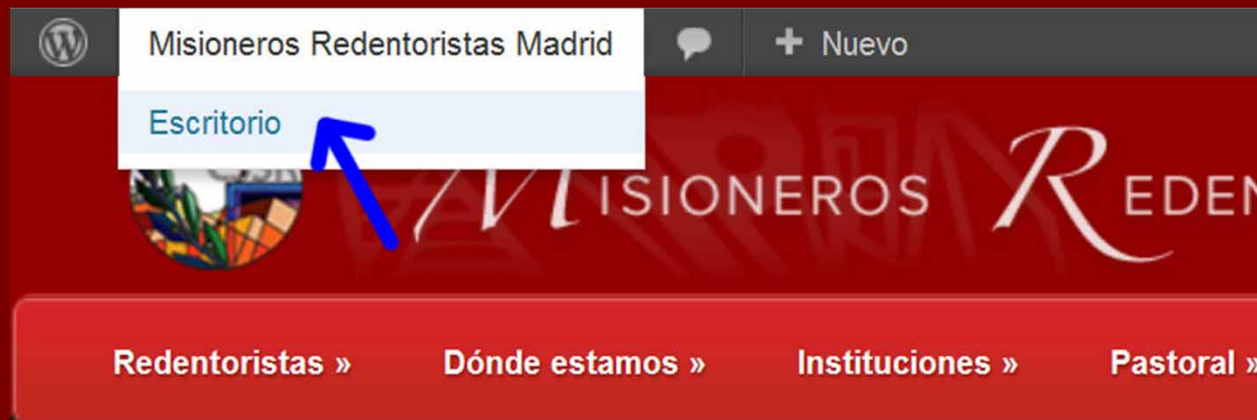 Misioneros Redentoristas Madrid
+ Nuevo
Escritorio
MISIONEROS REDEN
Redentoristas »
Dónde estamos »
Instituciones »
Pastoral »